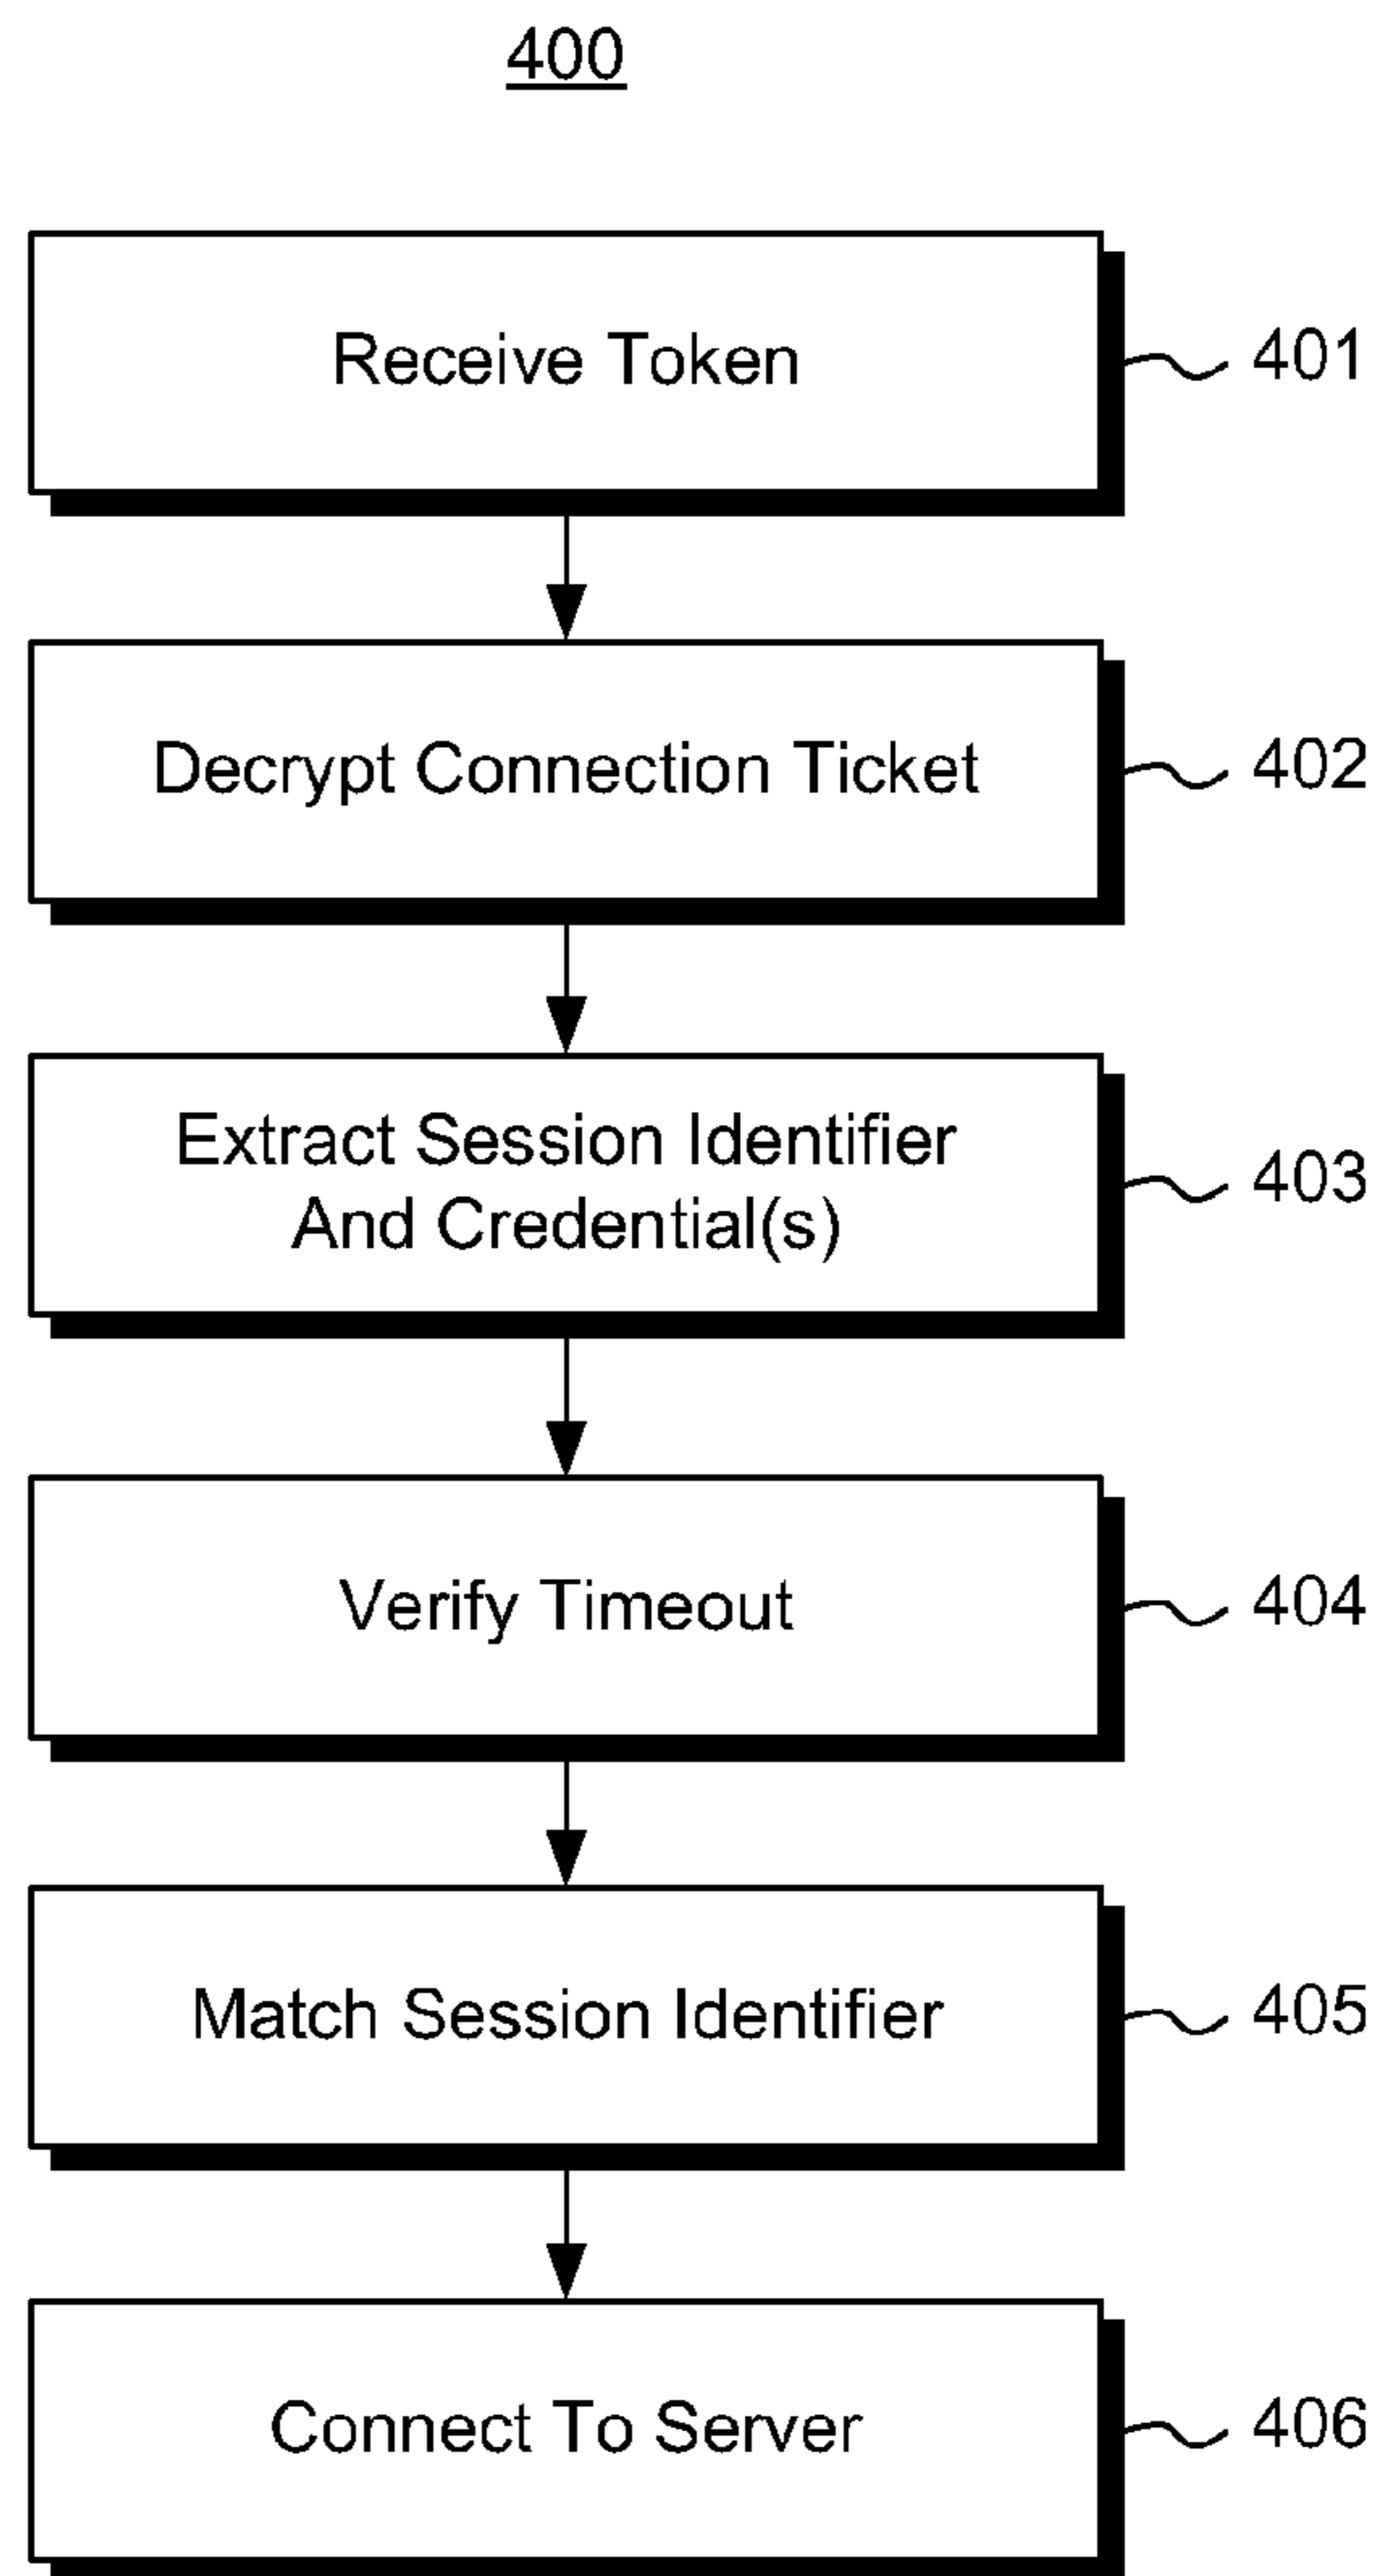 400
Receive Token
401
Decrypt Connection Ticket
402
Extract Session Identifier
And Credential(s)
403
Verify Timeout
404
Match Session Identifier
405
Connect To Server
406